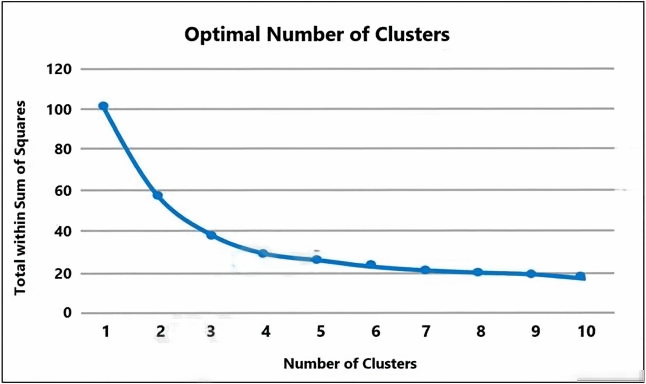 Optimal Number of Clusters
120
100
80
60
40
20
0
Total within Sum of Squares
1 2 3 4 5 6 7 8 9 10
Number of Clusters